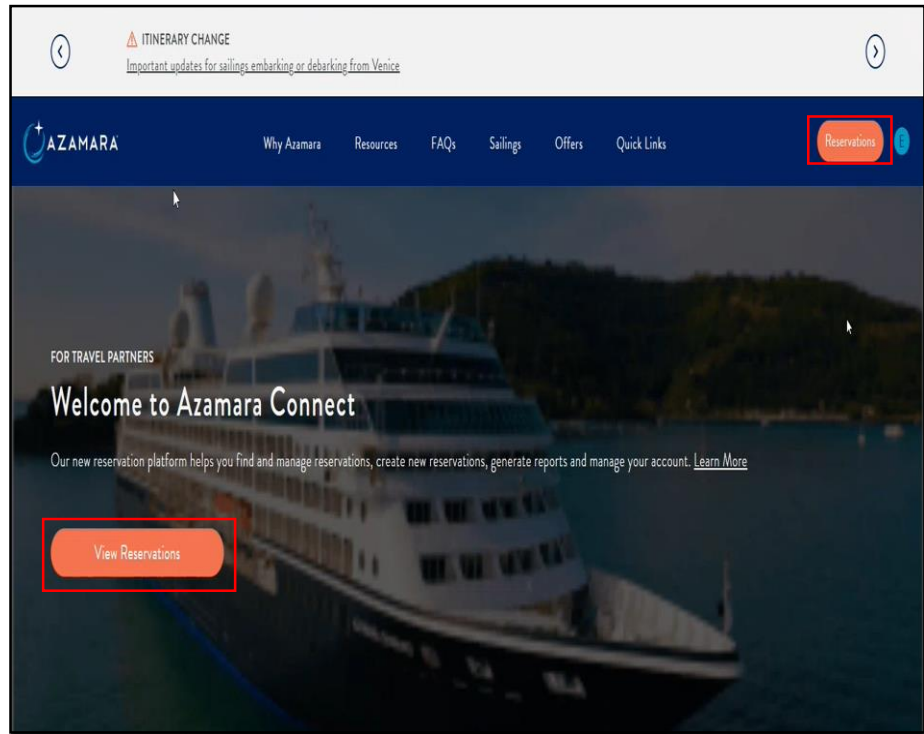 ITINERARY CHANGE
Important updates for sailings embarking or debarking from Venice
AZAMARA
Why Azamara Resources FAQs Sailings Offers Quick Links
Reservations E
FOR TRAVEL PARTNERS
Welcome to Azamara Connect
Our new reservation platform helps you find and manage reservations, create new reservations, generate reports and manage your account. Learn More
View Reservations